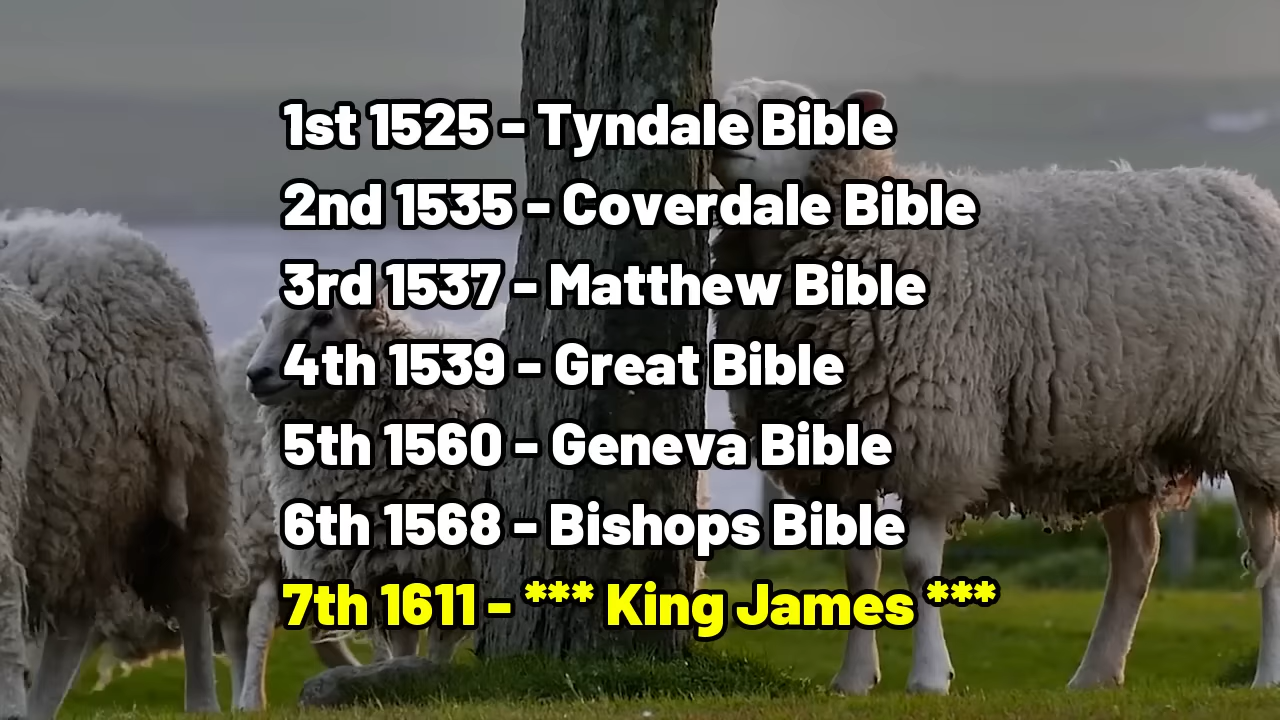 1st 1525 - Tyndale Bible
2nd 1535 - Coverdale Bible
3rd 1537 - Matthew Bible
4th 1539 - Great Bible
5th 1560 - Geneva Bible
6th 1568 - Bishops Bible
7th 1611 - *** King James ***